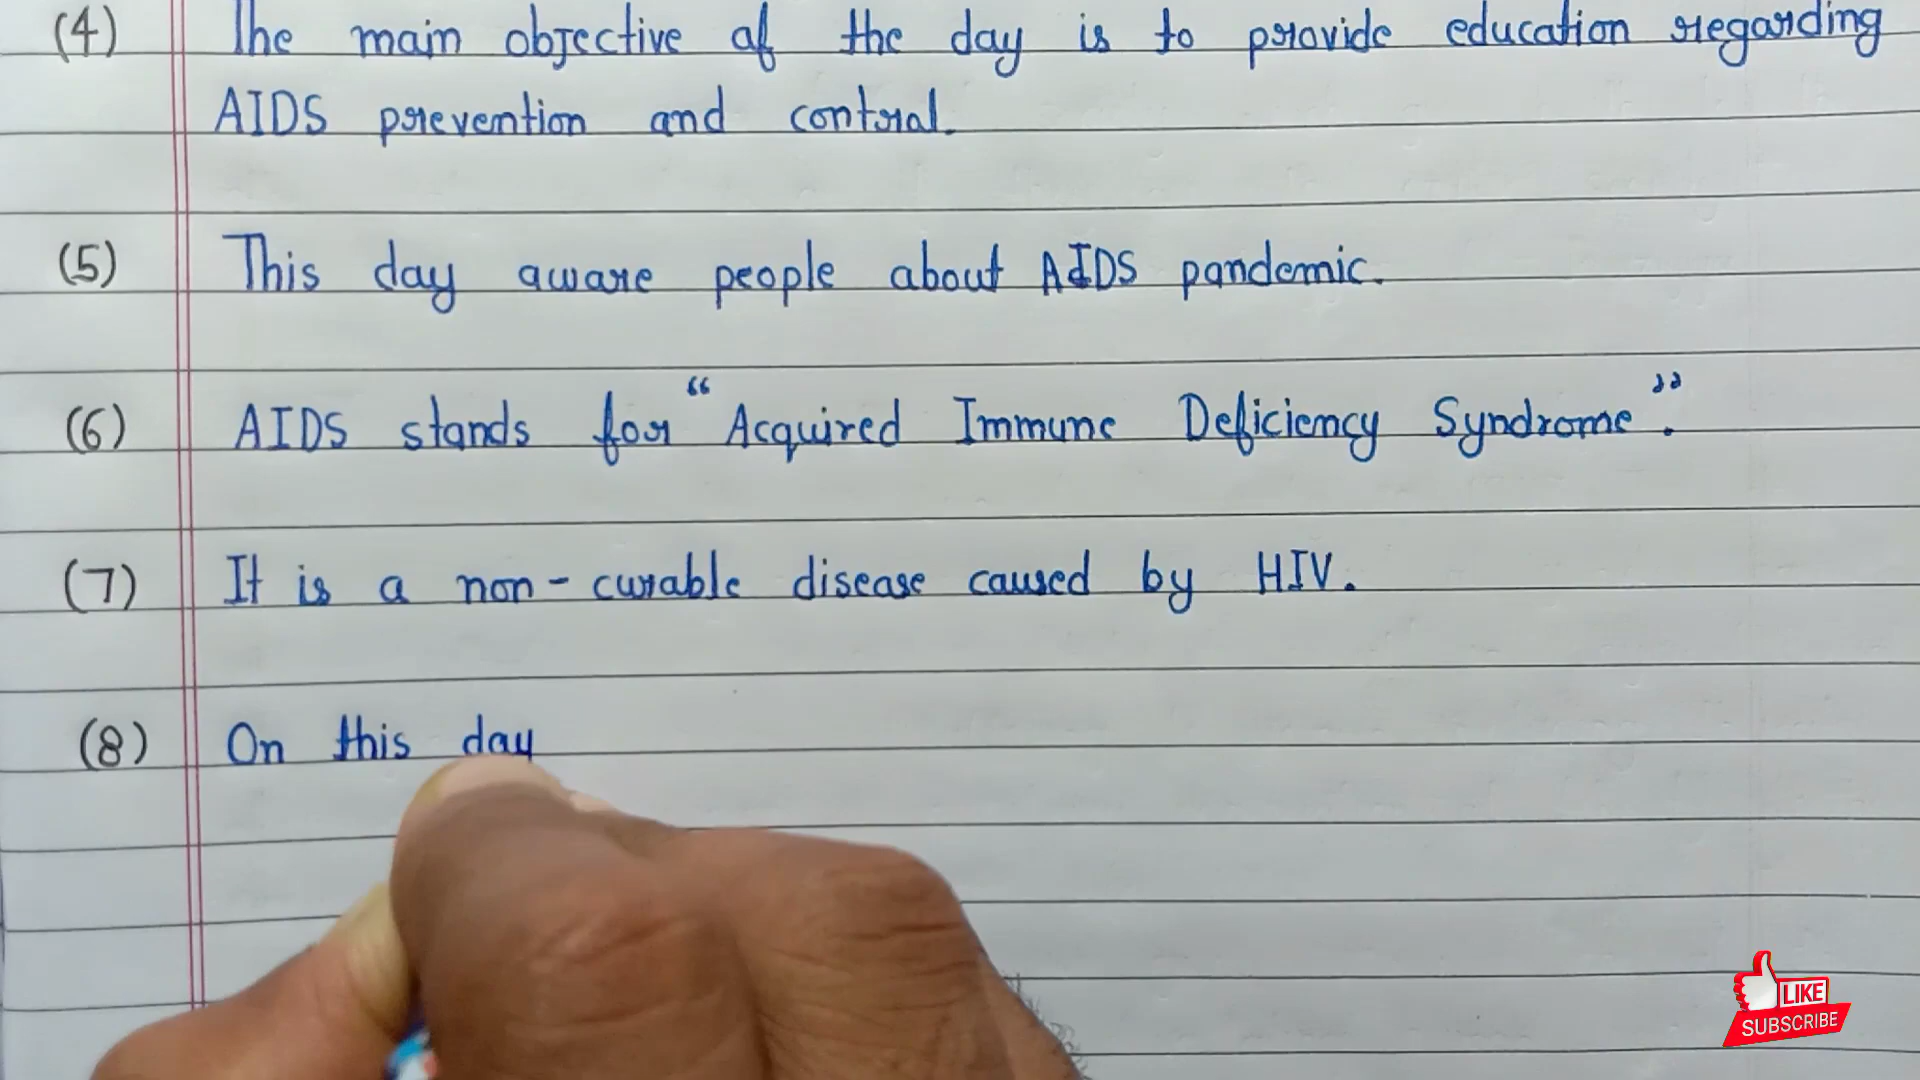 (4) The main objective of the day is to provide education regarding
AIDS prevention and control.
(5) This day aware people about AIDS pandemic.
(6) AIDS stands for “Acquired Immune Deficiency Syndrome”.
(7) It is a non-curable disease caused by HIV.
(8) On this day
LIKE
SUBSCRIBE